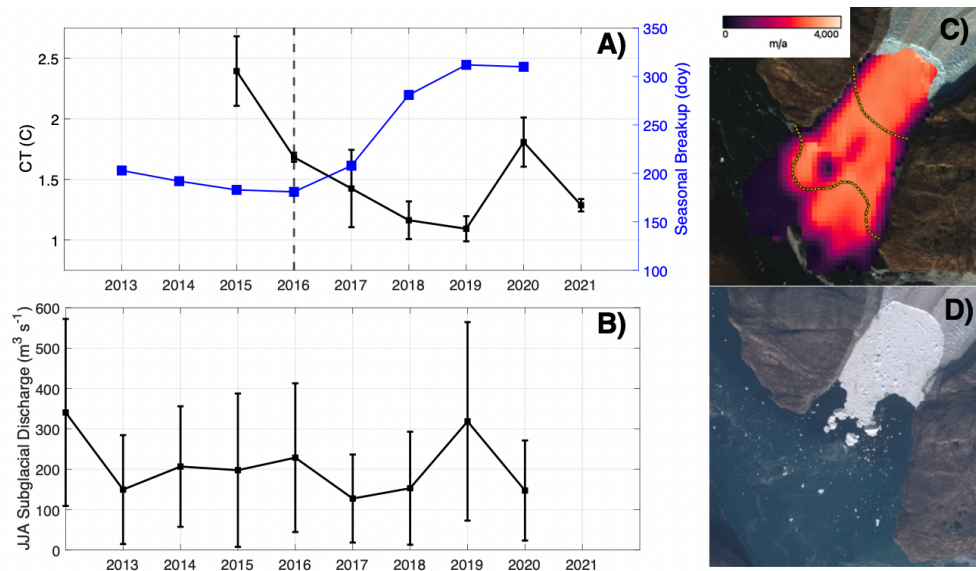 A)
CT (C)
2.5
2
1.5
1
350
300
250
200
150
100
Seasonal Breakup (doy)
2013 2014 2015 2016 2017 2018 2019 2020 2021
B)
JJA Subglacial Discharge (m³ s⁻¹)
600
500
400
300
200
100
0
2013 2014 2015 2016 2017 2018 2019 2020 2021
C)
0 4,000
m/a
D)